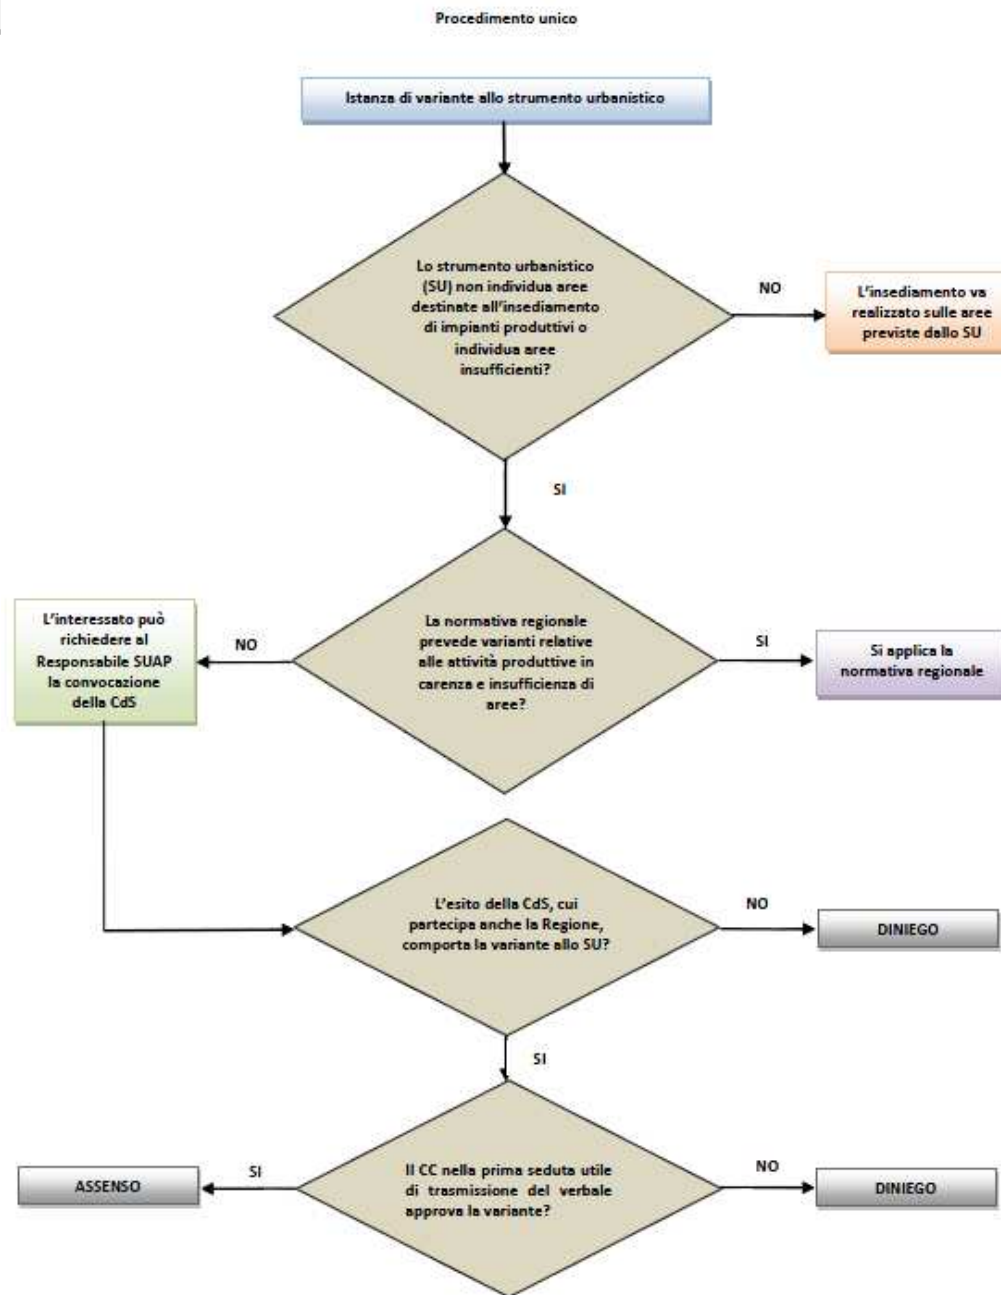 Procedimento unico
Istanza di variante allo strumento urbanistico
Lo strumento urbanistico
(SU) non individua aree
destinate all'insediamento
di impianti produttivi o
individua aree
insufficienti?
NO
L'insediamento va
realizzato sulle aree
previste dallo SU
SI
L'interessato può
richiedere al
Responsabile SUAP
la convocazione
della CdS
NO
La normativa regionale
prevede varianti relative
alle attività produttive in
carenza e insufficienza di
aree?
SI
Si applica la
normativa regionale
L'esito della CdS, cui
partecipa anche la Regione,
comporta la variante allo SU?
NO
DINIEGO
SI
ASSENSO
SI
Il CC nella prima seduta utile
di trasmissione del verbale
approva la variante?
NO
DINIEGO